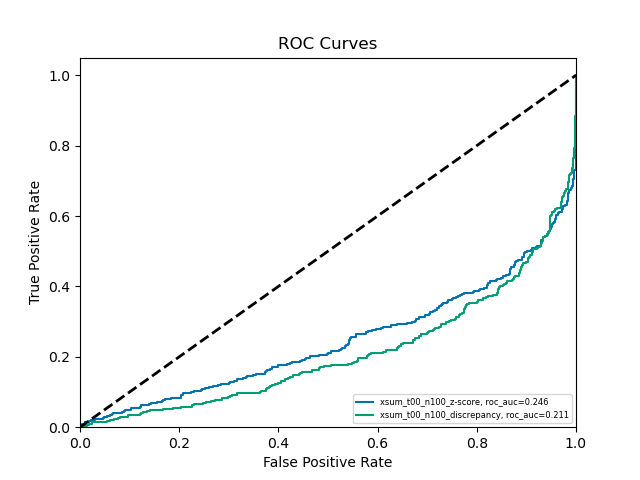 ROC Curves
True Positive Rate
1.0
0.8
0.6
0.4
0.2
0.0
0.0 0.2 0.4 0.6 0.8 1.0
False Positive Rate
xsum_t00_n100_z-score, roc_auc=0.246
xsum_t00_n100_discrepancy, roc_auc=0.211